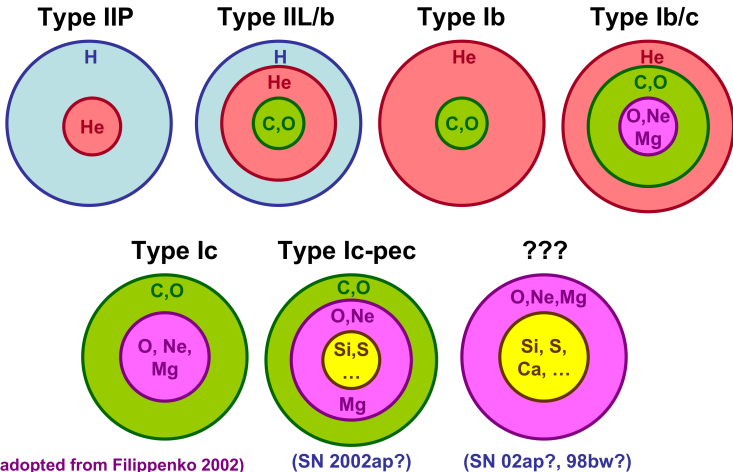 Type IIP
Type IIL/b
Type Ib
Type Ib/c
H
He
H
He
C,O
He
C,O
He
C,O
O,Ne
Mg
Type Ic
Type Ic-pec
???
C,O
O, Ne,
Mg
C,O
O,Ne
Si,S
…
Mg
O,Ne,Mg
Si, S,
Ca, …
adopted from Filippenko 2002)
(SN 2002ap?)
(SN 02ap?, 98bw?)